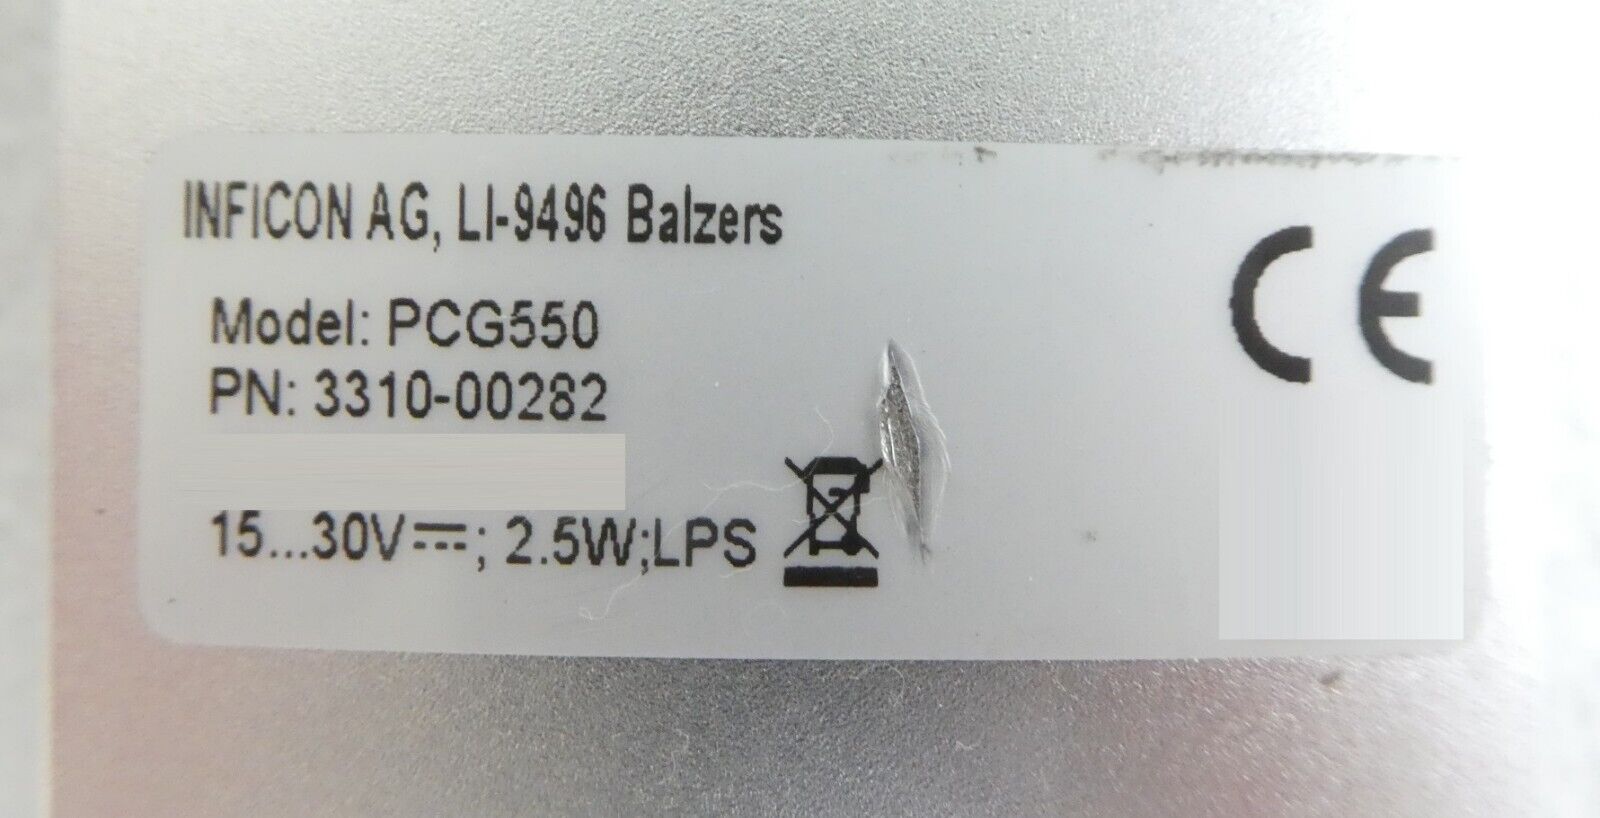 INFICON AG, LI-9496 Balzers
Model: PCG550
PN: 3310-00282
15...30V⎓; 2.5W;LPS
CE